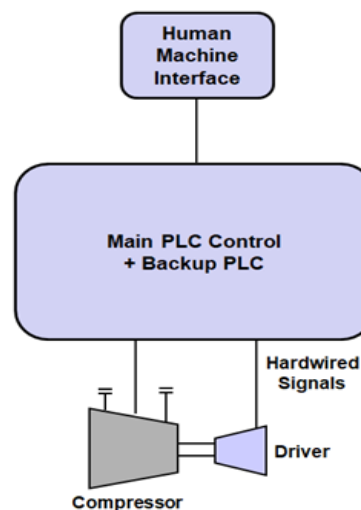 Human
Machine
Interface
Main PLC Control
+ Backup PLC
Hardwired
Signals
Driver
Compressor